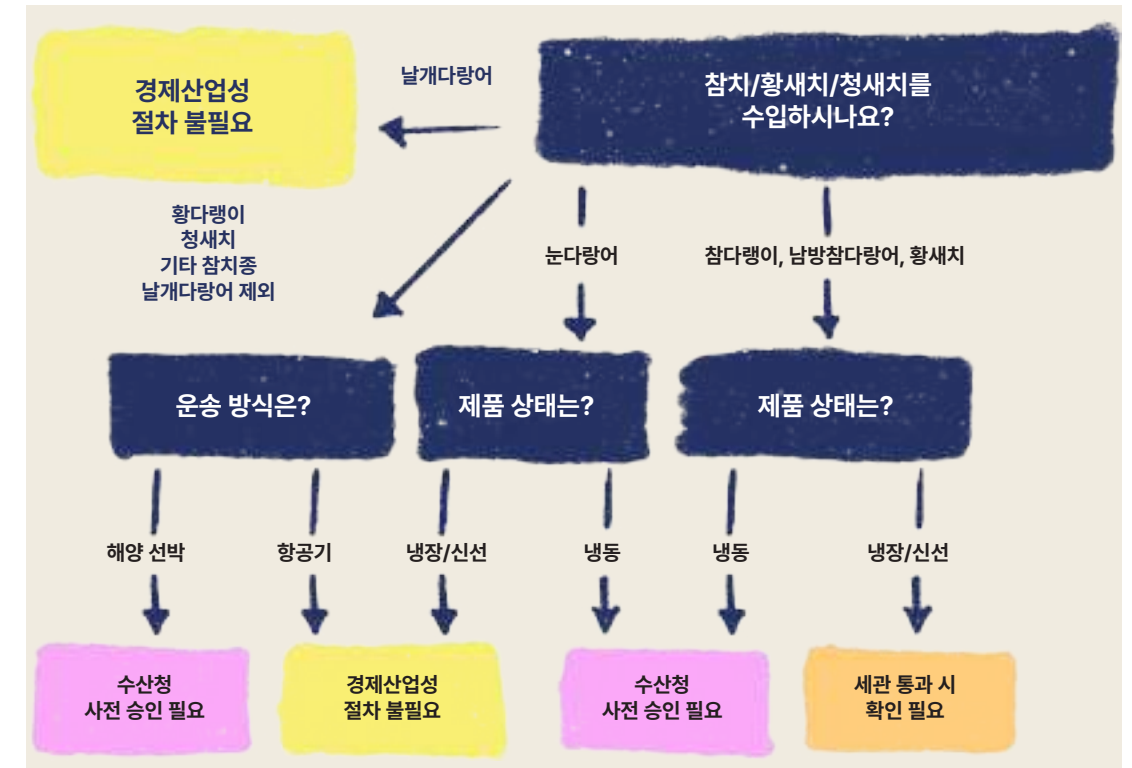 경제산업성
절차 불필요
날개다랑어
참치/황새치/청새치를
수입하시나요?
황다랭이
청새치
기타 참치종
날개다랑어 제외
눈다랑어
참다랭이, 남방참다랑어, 황새치
운송 방식은?
제품 상태는?
제품 상태는?
해양 선박
항공기
냉장/신선
냉동
냉동
냉장/신선
수산청
사전 승인 필요
경제산업성
절차 불필요
수산청
사전 승인 필요
세관 통과 시
확인 필요